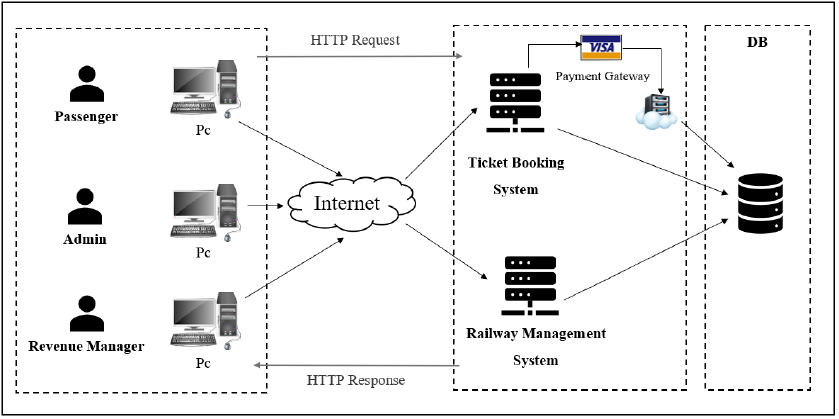 HTTP Request
DB
VISA
Payment Gateway
Passenger
Pc
Ticket Booking
System
Internet
Admin
Pc
Revenue Manager
Pc
Railway Management
System
HTTP Response